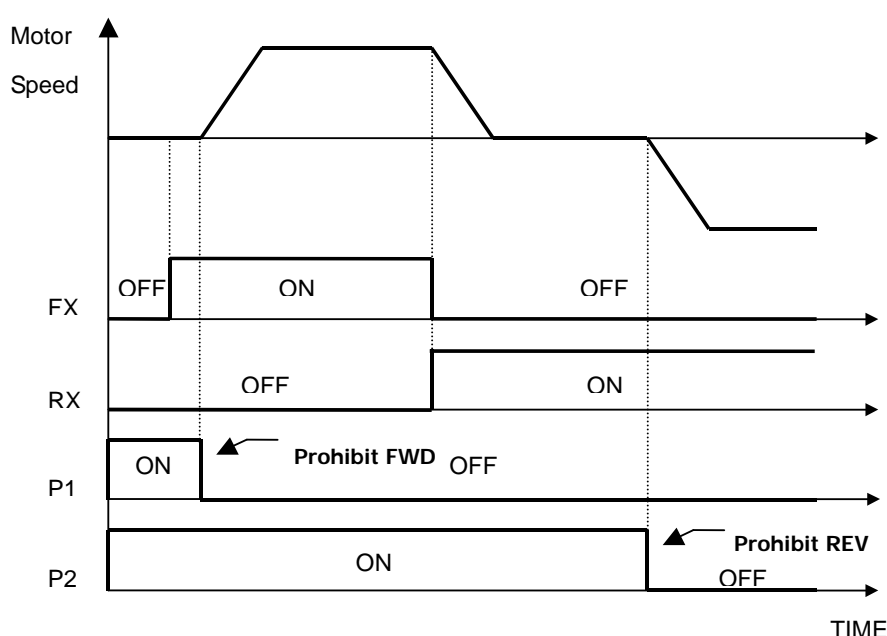 Motor
Speed
FX
OFF
ON
OFF
RX
OFF
ON
P1
ON
Prohibit FWD
OFF
P2
ON
Prohibit REV
OFF
TIME